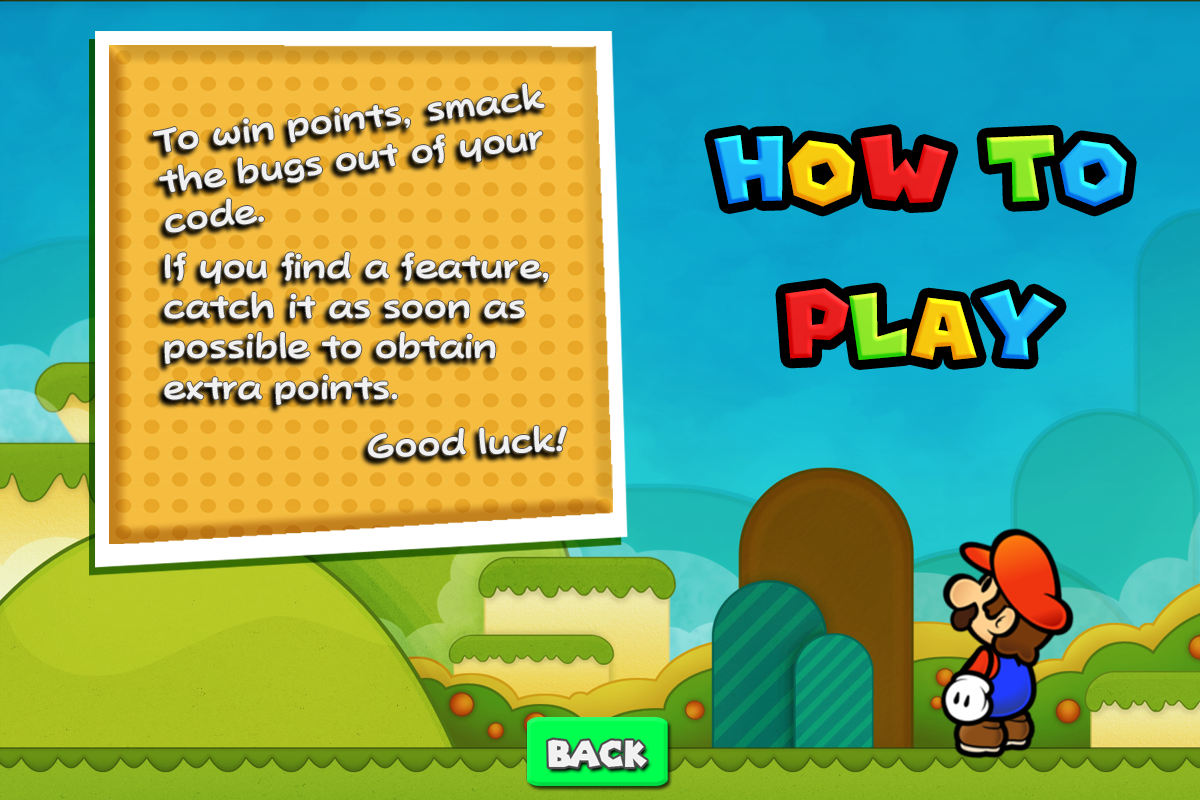 To win points, smack
the bugs out of your
code.
If you find a feature,
catch it as soon as
possible to obtain
extra points.
Good luck!
HOW TO
PLAY
BACK